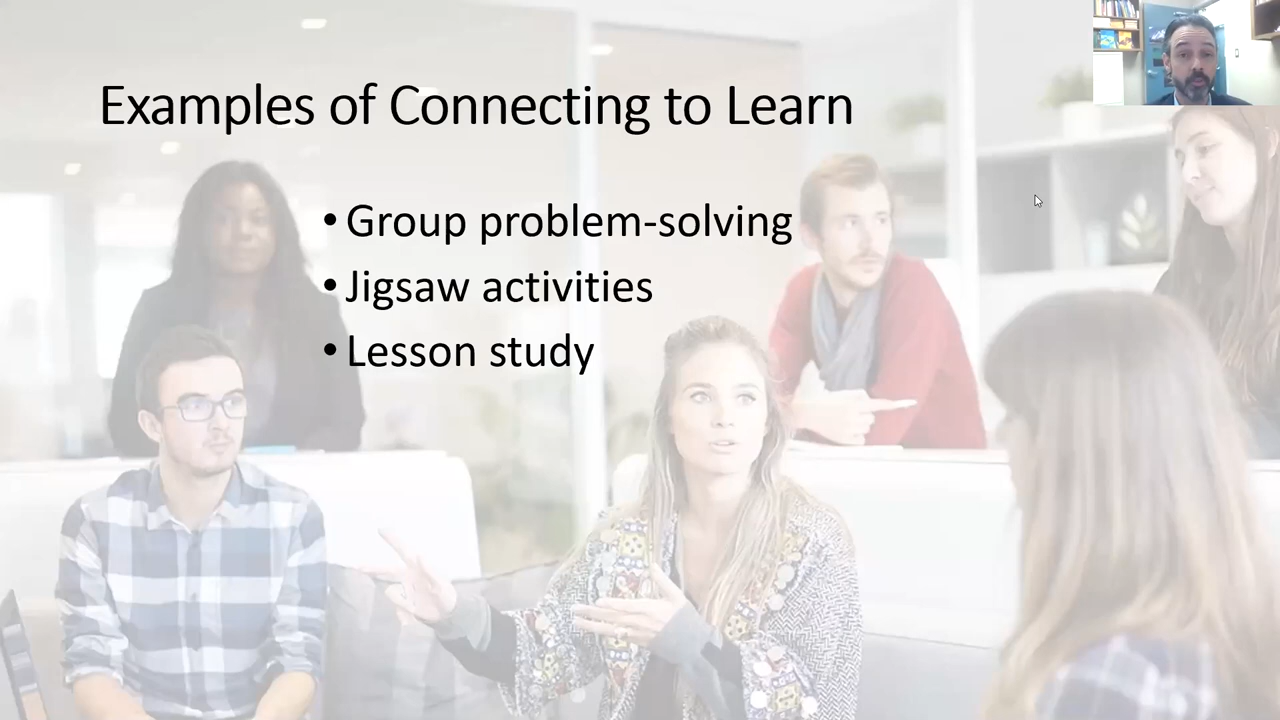 Examples of Connecting to Learn
• Group problem-solving
• Jigsaw activities
• Lesson study